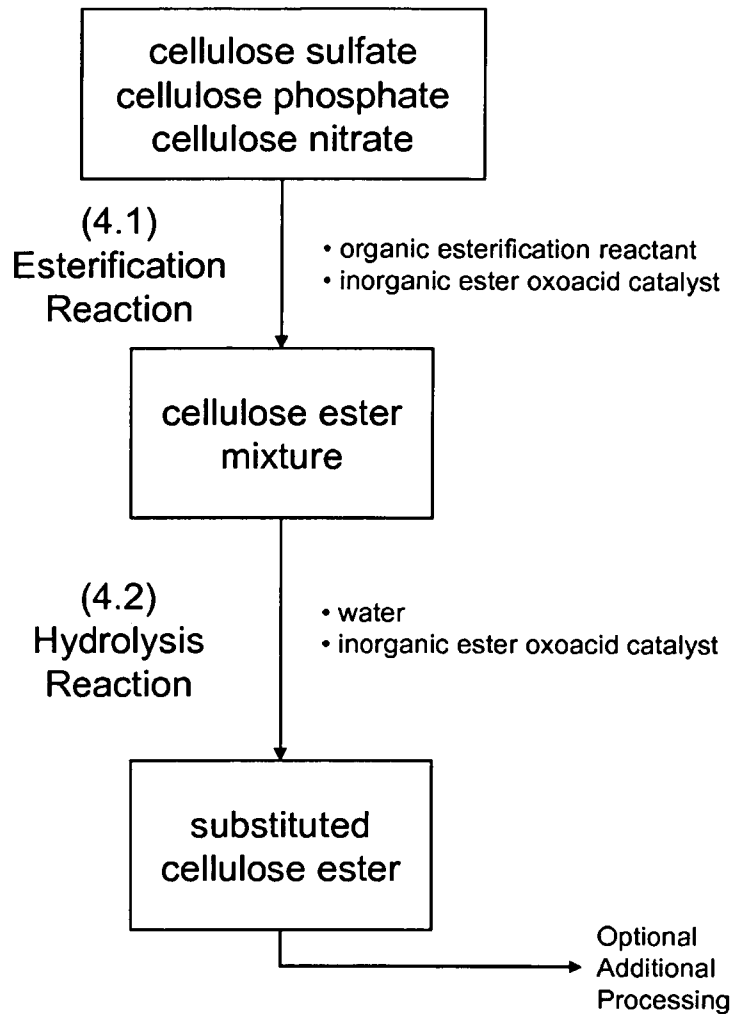 cellulose sulfate
cellulose phosphate
cellulose nitrate
(4.1)
Esterification
Reaction
• organic esterification reactant
• inorganic ester oxoacid catalyst
cellulose ester
mixture
(4.2)
Hydrolysis
Reaction
• water
• inorganic ester oxoacid catalyst
substituted
cellulose ester
Optional
Additional
Processing